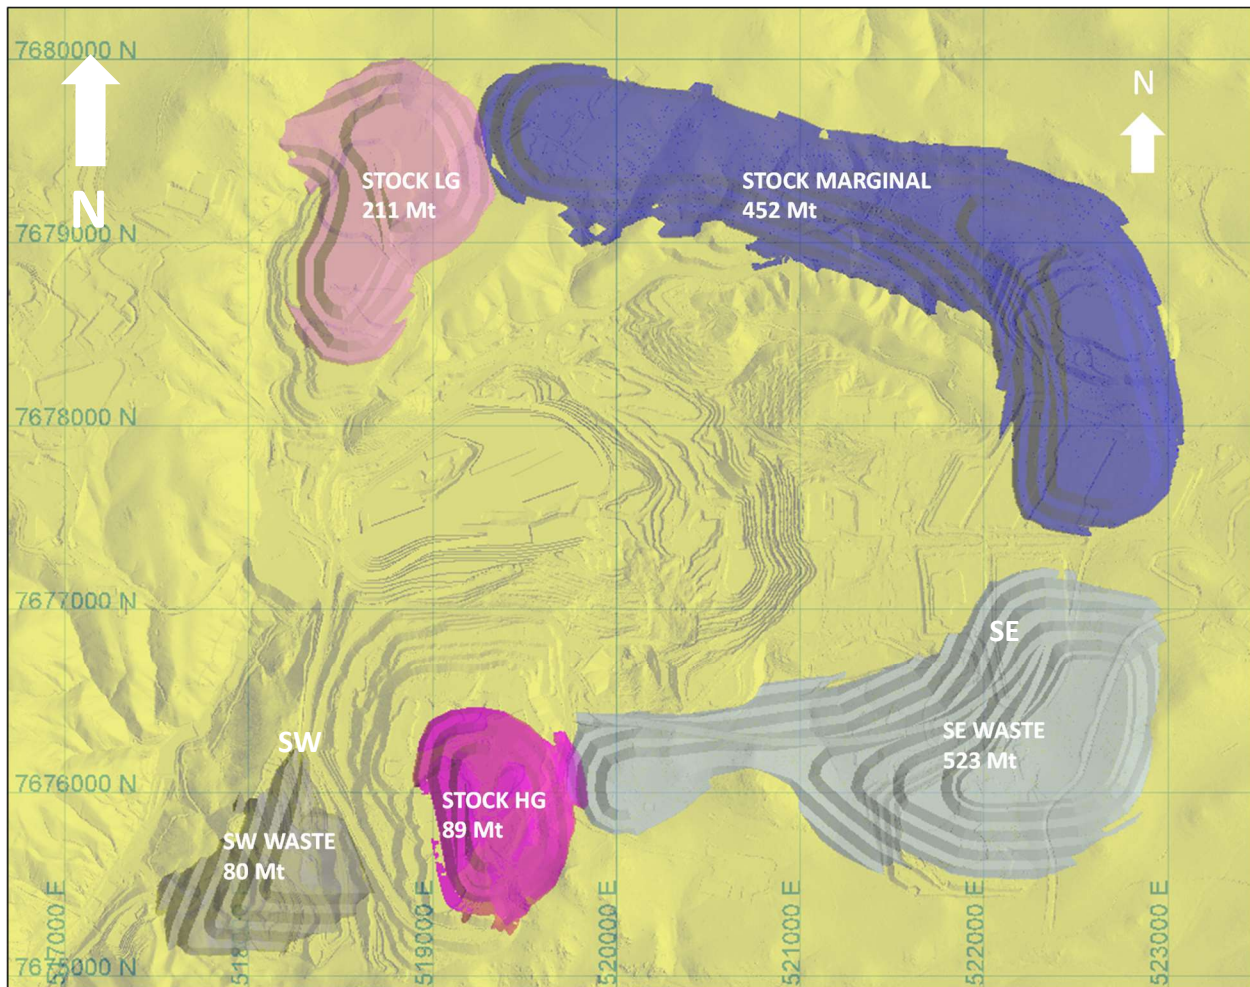 7680000 N
N
N
STOCK LG
211 Mt
STOCK MARGINAL
452 Mt
7679000 N
7678000 N
7677000 N
SE
SE WASTE
523 Mt
SW
7676000 N
STOCK HG
89 Mt
SW WASTE
80 Mt
517000 E
519000 E
520000 E
521000 E
522000 E
523000 E
7675000 N